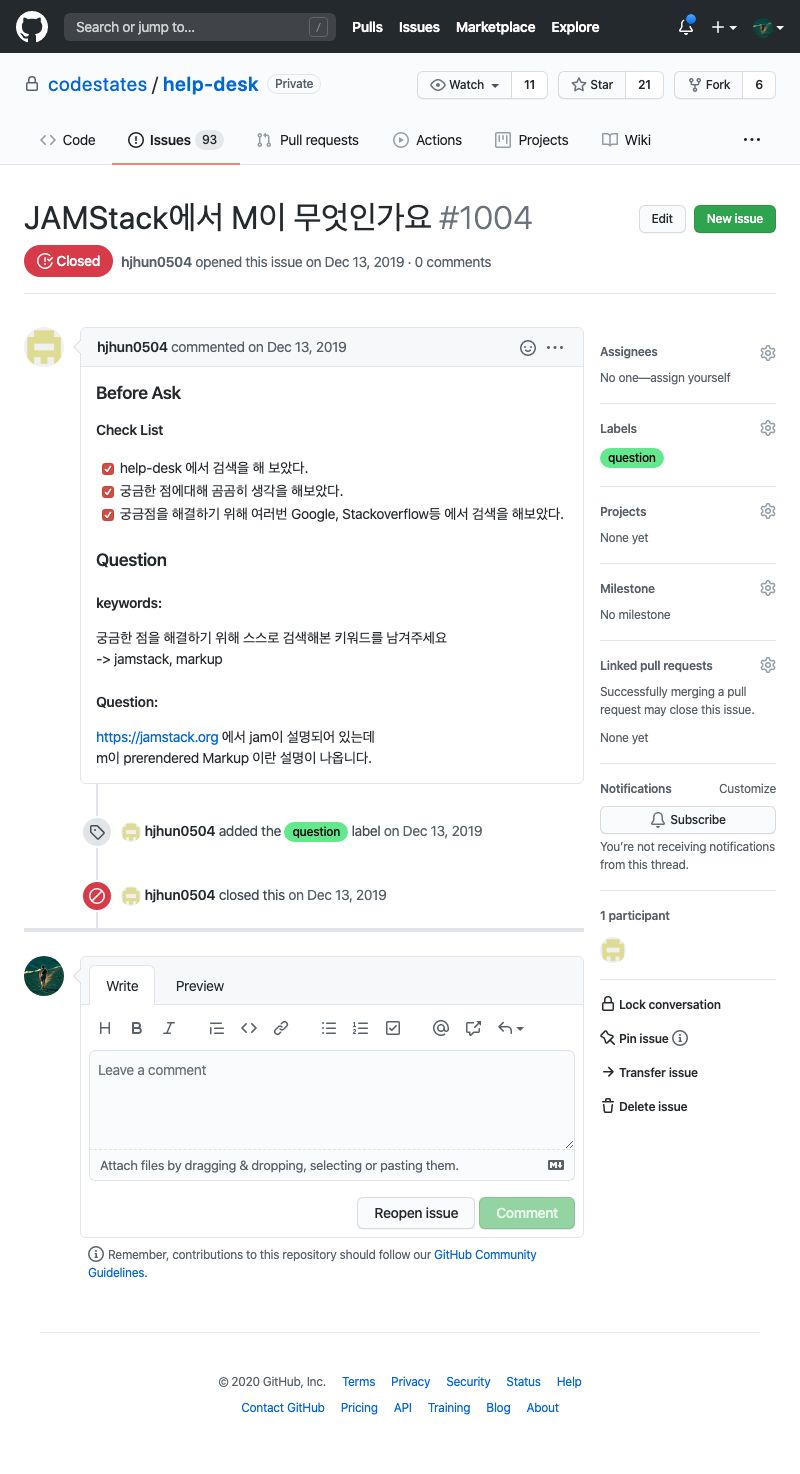 Search or jump to...
/
Pulls
Issues
Marketplace
Explore
codestates / help-desk
Private
Watch
11
Star
21
Fork
6
Code
Issues 93
Pull requests
Actions
Projects
Wiki
JAMStack에서 M이 무엇인가요 #1004
Edit
New issue
Closed
hjhun0504 opened this issue on Dec 13, 2019 · 0 comments
hjhun0504 commented on Dec 13, 2019
Before Ask
Check List
help-desk 에서 검색을 해 보았다.
궁금한 점에대해 곰곰히 생각을 해보았다.
궁금점을 해결하기 위해 여러번 Google, Stackoverflow등 에서 검색을 해보았다.
Question
keywords:
궁금한 점을 해결하기 위해 스스로 검색해본 키워드를 남겨주세요
-> jamstack, markup
Question:
https://jamstack.org 에서 jam이 설명되어 있는데
m이 prerendered Markup 이란 설명이 나옵니다.
hjhun0504 added the question label on Dec 13, 2019
hjhun0504 closed this on Dec 13, 2019
Write
Preview
Leave a comment
Attach files by dragging & dropping, selecting or pasting them.
Reopen issue
Comment
Remember, contributions to this repository should follow our GitHub Community
Guidelines.
Assignees
No one—assign yourself
Labels
question
Projects
None yet
Milestone
No milestone
Linked pull requests
Successfully merging a pull
request may close this issue.
None yet
Notifications
Customize
Subscribe
You’re not receiving notifications
from this thread.
1 participant
Lock conversation
Pin issue
Transfer issue
Delete issue
© 2020 GitHub, Inc.
Terms
Privacy
Security
Status
Help
Contact GitHub
Pricing
API
Training
Blog
About